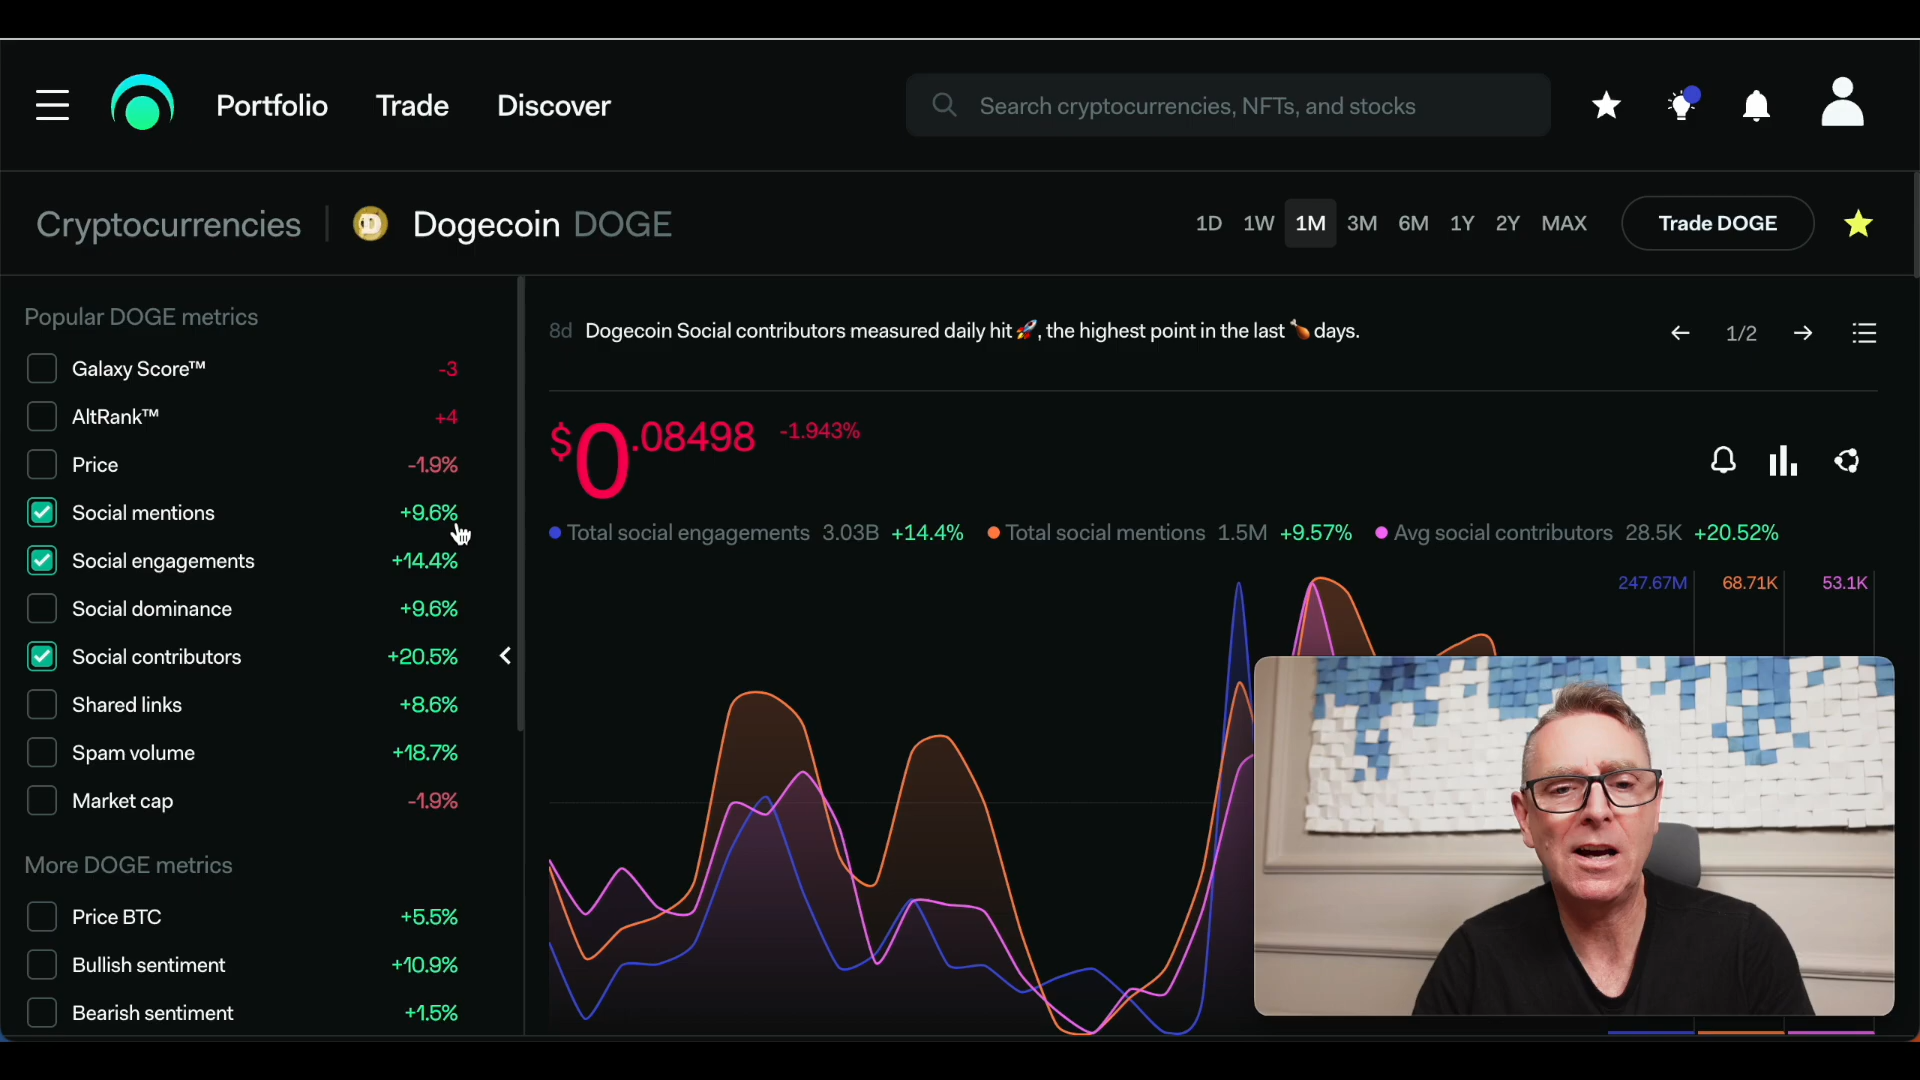 Portfolio
Trade
Discover
Search cryptocurrencies, NFTs, and stocks
Cryptocurrencies
Dogecoin DOGE
1D 1W 1M 3M 6M 1Y 2Y MAX
Trade DOGE
Popular DOGE metrics
Galaxy Score™ -3
AltRank™ +4
Price -1.9%
Social mentions +9.6%
Social engagements +14.4%
Social dominance +9.6%
Social contributors +20.5%
Shared links +8.6%
Spam volume +18.7%
Market cap -1.9%
More DOGE metrics
Price BTC +5.5%
Bullish sentiment +10.9%
Bearish sentiment +1.5%
8d Dogecoin Social contributors measured daily hit 🚀, the highest point in the last 🍗 days.
1/2
$0.08498 -1.943%
Total social engagements 3.03B +14.4% Total social mentions 1.5M +9.57% Avg social contributors 28.5K +20.52%
247.67M 68.71K 53.1K